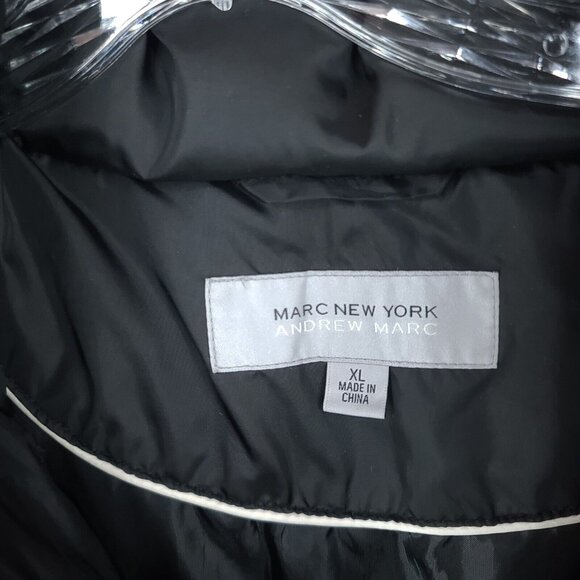 MARC NEW YORK
ANDREW MARC
XL
MADE IN
CHINA